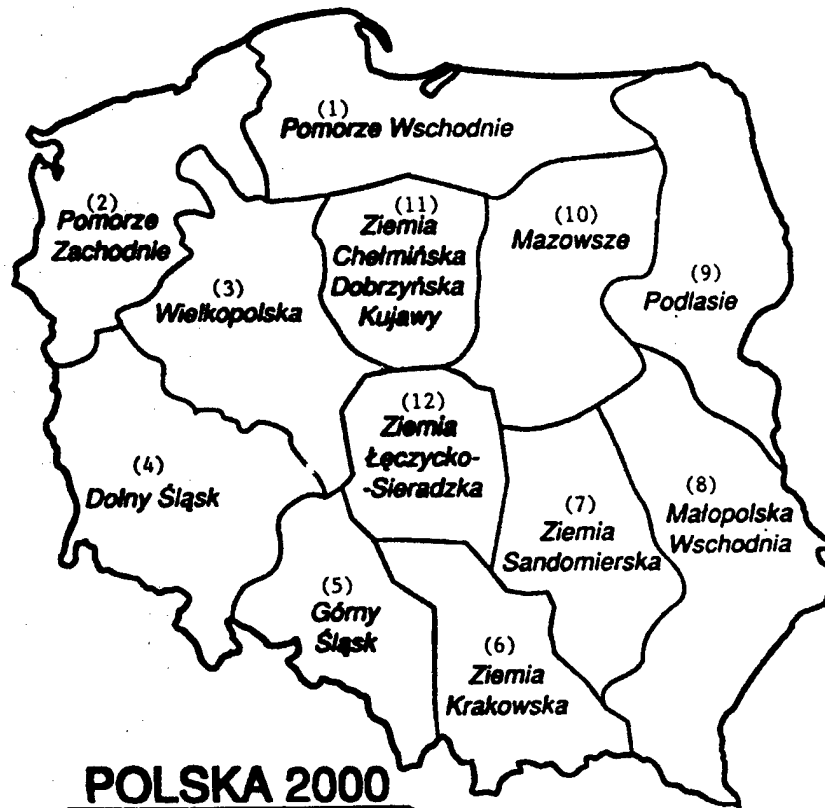 (1)
Pomorze Wschodnie
(2)
Pomorze
Zachodnie
(11)
Ziemia
Chełmińska
Dobrzyńska
Kujawy
(10)
Mazowsze
(9)
Podlasie
(3)
Wielkopolska
(12)
Ziemia
Łęczycko-
-Sieradzka
(4)
Dolny Śląsk
(7)
Ziemia
Sandomierska
(8)
Małopolska
Wschodnia
(5)
Górny
Śląsk
(6)
Ziemia
Krakowska
POLSKA 2000